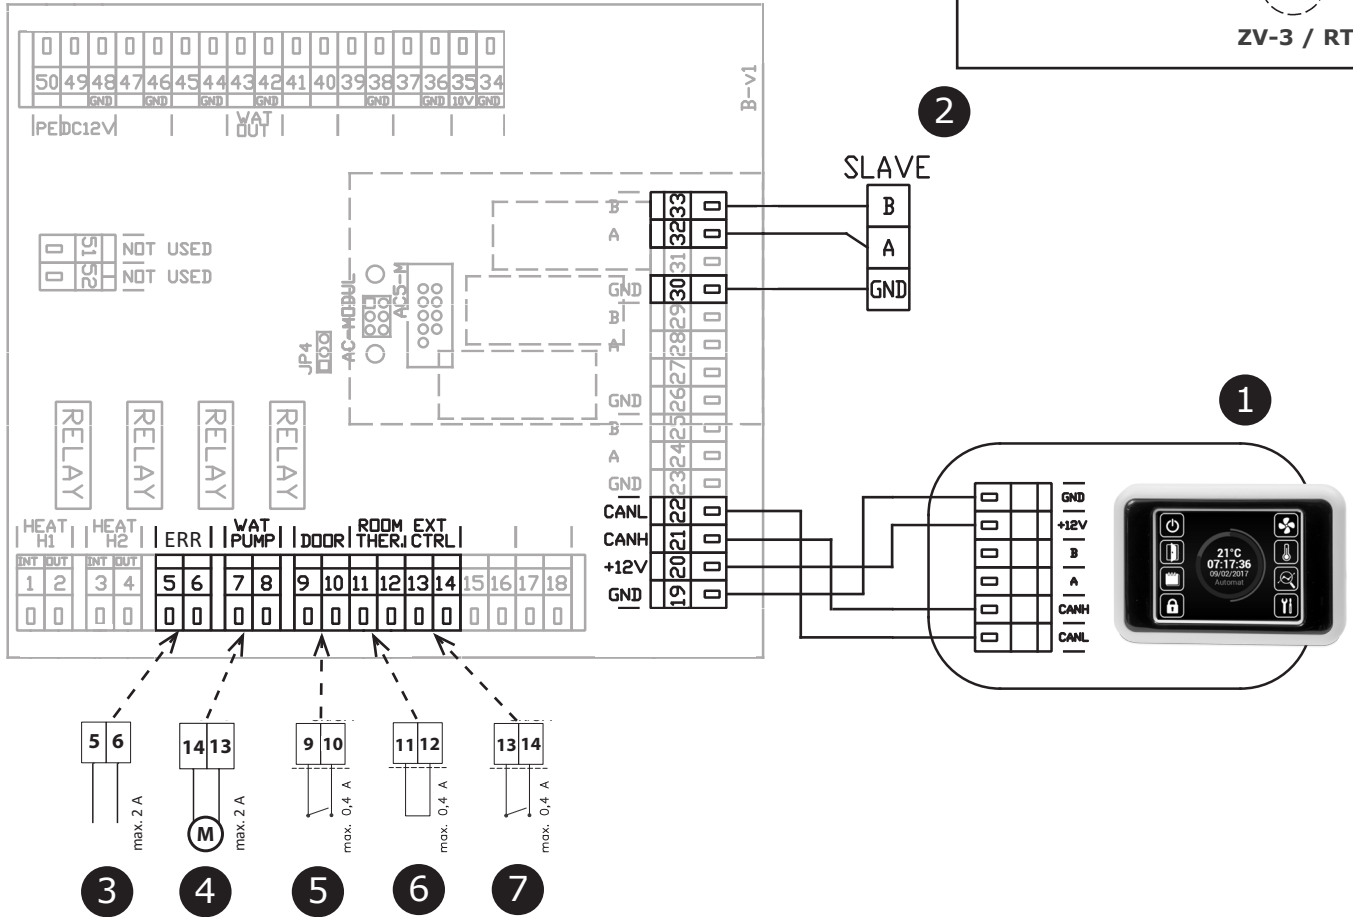 ZV-3 / RT
50 49 48 47 46 45 44 43 42 41 40 39 38 37 36 35 34
GND GND GND GND GND GND 10V GND
PE DC12V WAT OUT
B-v1
2
SLAVE
B
A
GND
51 NOT USED
52 NOT USED
JP4
AC-MODUL
AC5-M
B 33
A 32
31
GND 30
B 29
A 28
27
GND 26
B 25
A 24
GND 23
CANL 22
CANH 21
+12V 20
GND 19
RELAY RELAY RELAY RELAY
HEAT H1
HEAT H2
ERR
WAT PUMP
DOOR
ROOM THER.
EXT CTRL
INT OUT INT OUT
1 2 3 4 5 6 7 8 9 10 11 12 13 14 15 16 17 18
1
GND
+12V
B
A
CANH
CANL
21°C
07:17:36
09/02/2017
Automat
5 6
max. 2 A
3
14 13
M
max. 2 A
4
9 10
max. 0,4 A
5
11 12
max. 0,4 A
6
13 14
max. 0,4 A
7